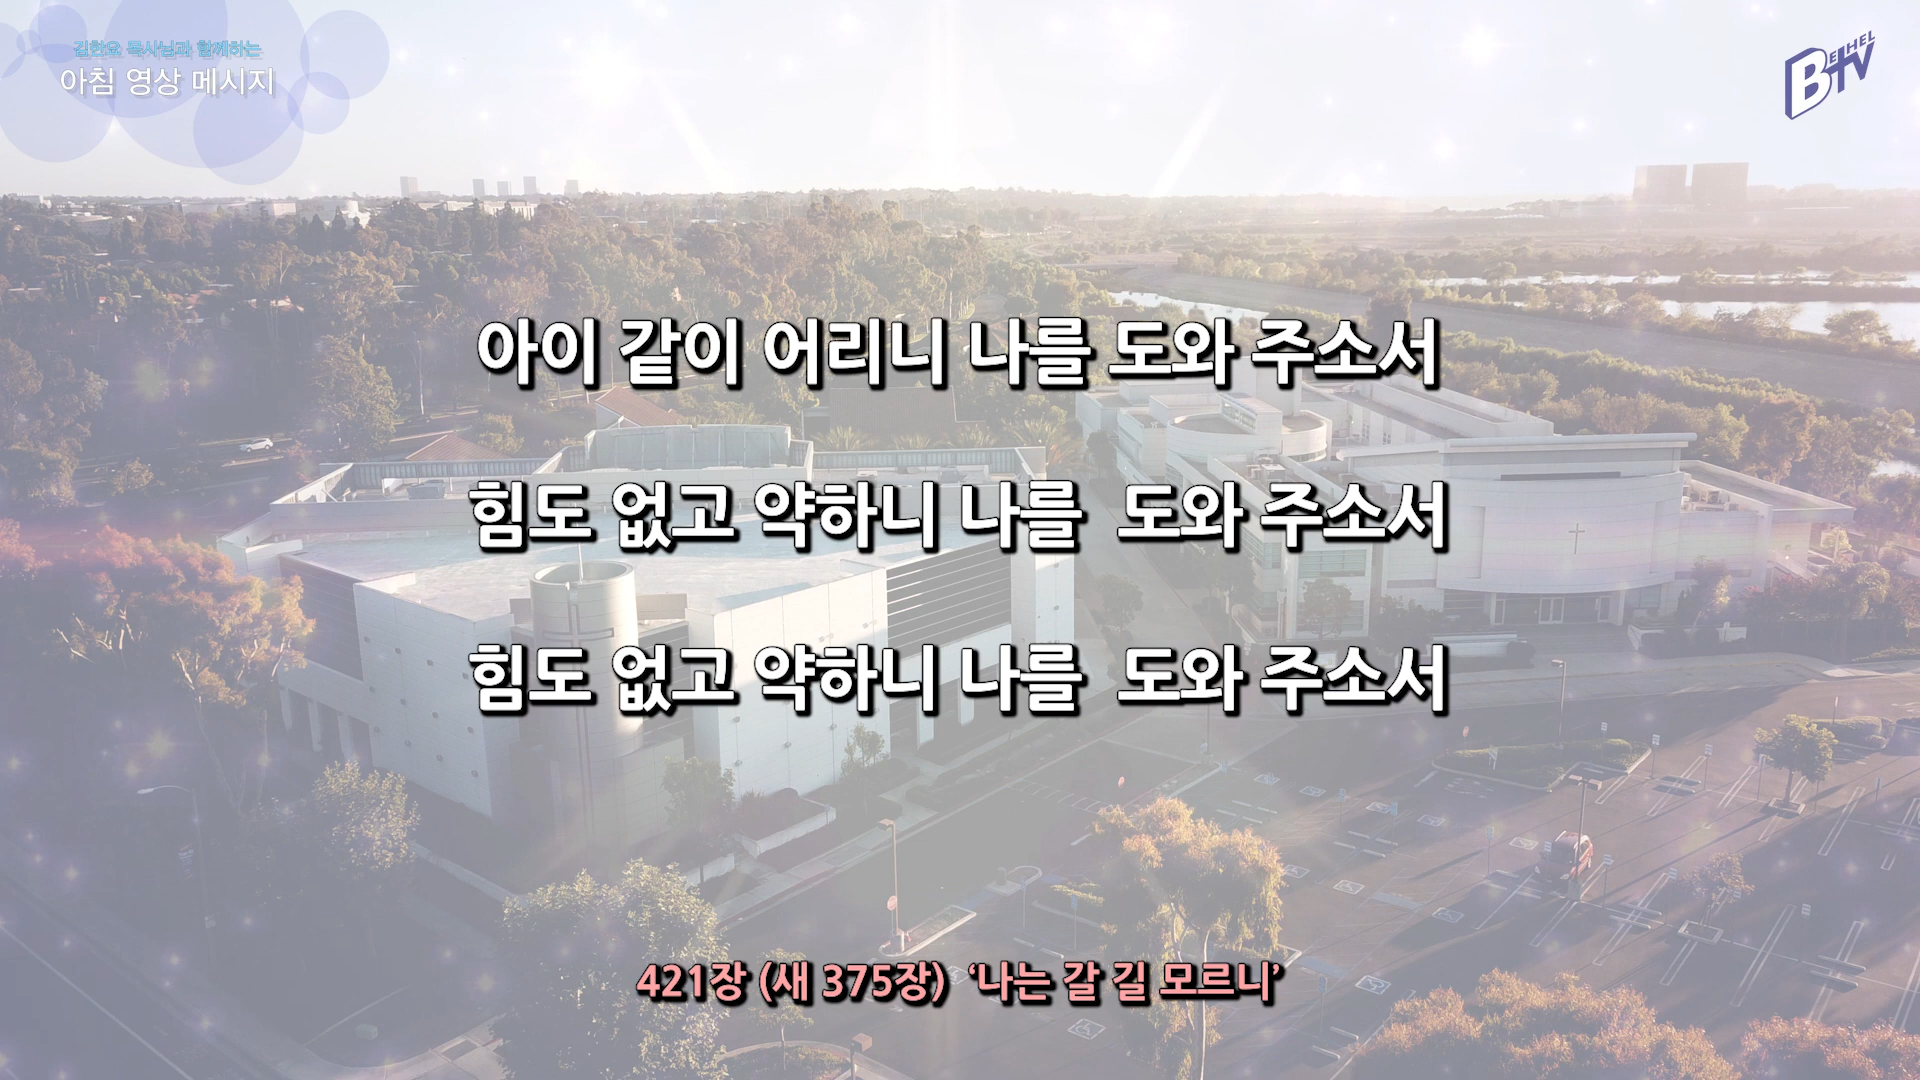 김한요 목사님과 함께하는
아침 영상 메시지
BETHEL
TV
아이 같이 어리니 나를 도와 주소서
힘도 없고 약하니 나를 도와 주소서
힘도 없고 약하니 나를 도와 주소서
421장 (새 375장) ‘나는 갈 길 모르니’